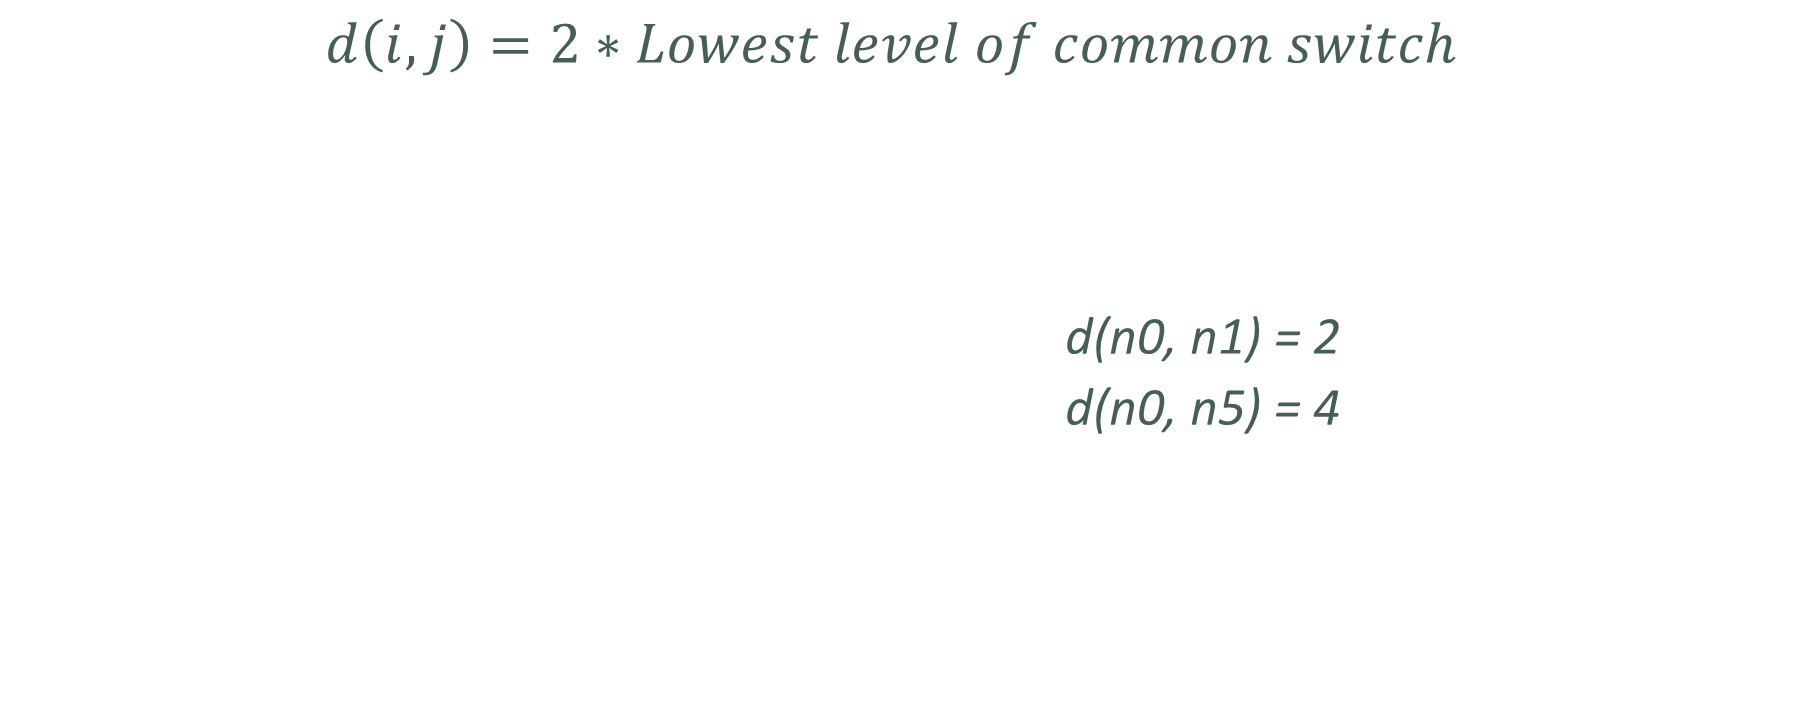 d(i, j) = 2 ∗ Lowest level of common switch
d(n0, n1) = 2
d(n0, n5) = 4